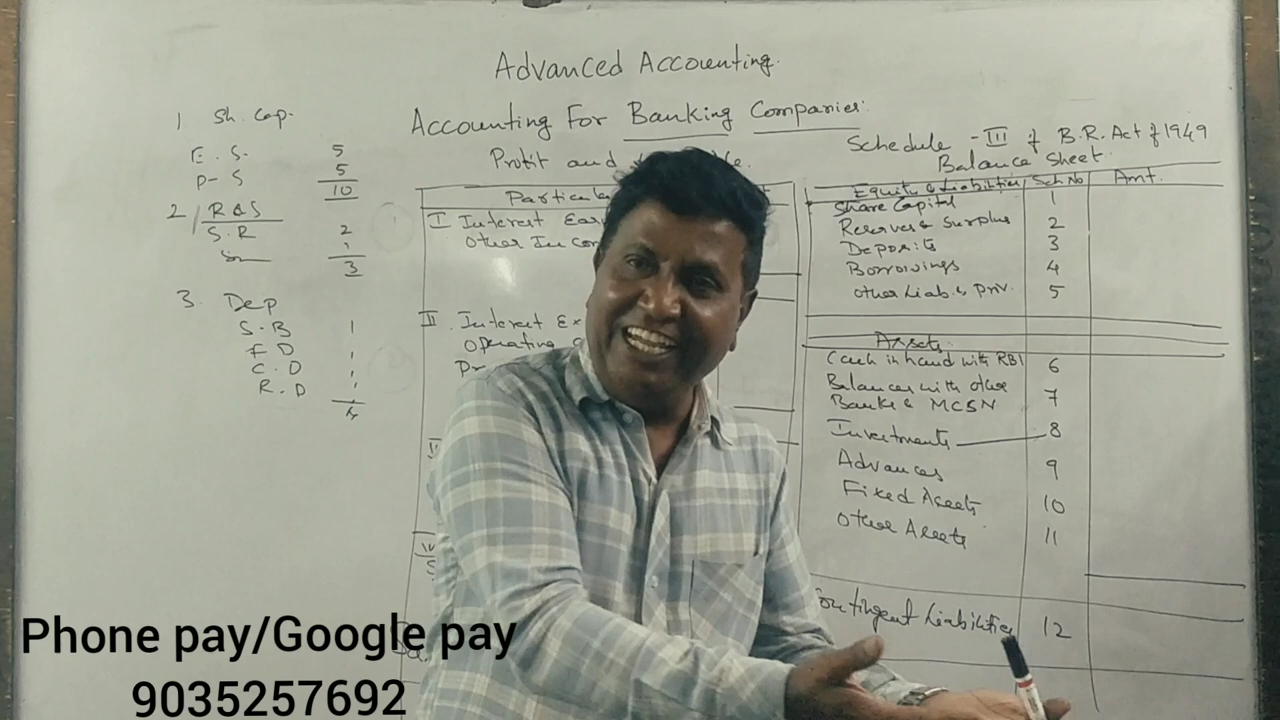 Advanced Accounting.
Accounting For Banking Companies:
Schedule - III of B.R. Act of 1949
Balance Sheet.
Profit and
1 Sh. Cap.
E. S. 5
P- S 5
10
2 R&S
S.R 2
1
3
3. Dep
S.B 1
F D 1
C.D 1
R.D 1
4
Particula
I Interest Ear
Other Incom
II. Interest Ex
Operating
Pr
Equity & Liabilities Sch No Amt.
Share Capital 1
Reserves & Surplus 2
Deposits 3
Borrowings 4
Other Liab. & Prov. 5
Assets
Cash in hand with RBI 6
Balances with other
Banks & MCSN 7
Investments 8
Advances 9
Fixed Assets 10
Other Assets 11
Contingent Liabilities 12
Phone pay/Google pay
9035257692